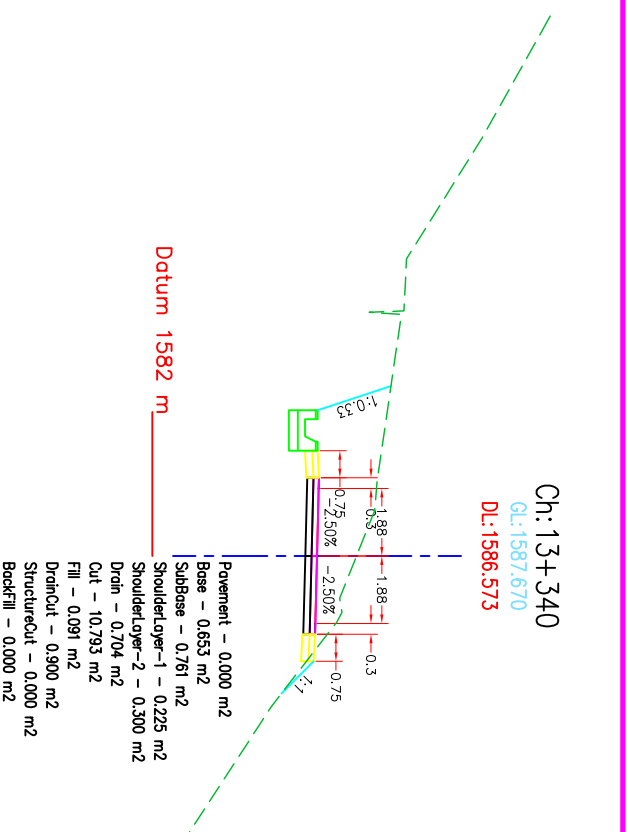 Ch: 13+340
GL:1587.670
DL:1586.573
1.88
1.88
0.3
0.3
0.75
0.75
-2.50%
-2.50%
1:0.33
1:1
Datum 1582 m
Pavement - 0.000 m2
Base - 0.653 m2
SubBase - 0.761 m2
ShoulderLayer-1 - 0.225 m2
ShoulderLayer-2 - 0.300 m2
Drain - 0.704 m2
Cut - 10.793 m2
Fill - 0.091 m2
DrainCut - 0.900 m2
StructureCut - 0.000 m2
BackFill - 0.000 m2